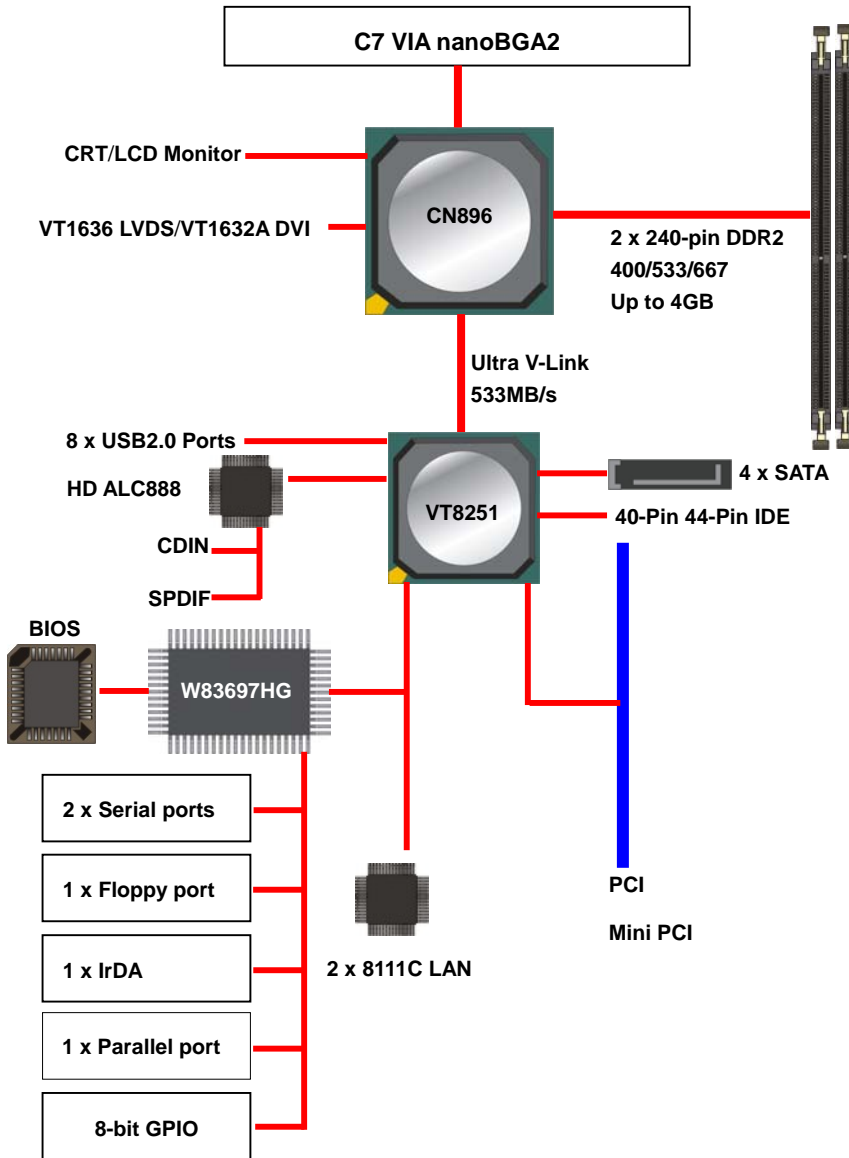 C7 VIA nanoBGA2
CRT/LCD Monitor
CN896
VT1636 LVDS/VT1632A DVI
2 x 240-pin DDR2
400/533/667
Up to 4GB
Ultra V-Link
533MB/s
8 x USB2.0 Ports
HD ALC888
VT8251
4 x SATA
40-Pin 44-Pin IDE
CDIN
SPDIF
BIOS
W83697HG
2 x Serial ports
1 x Floppy port
1 x IrDA
1 x Parallel port
8-bit GPIO
2 x 8111C LAN
PCI
Mini PCI